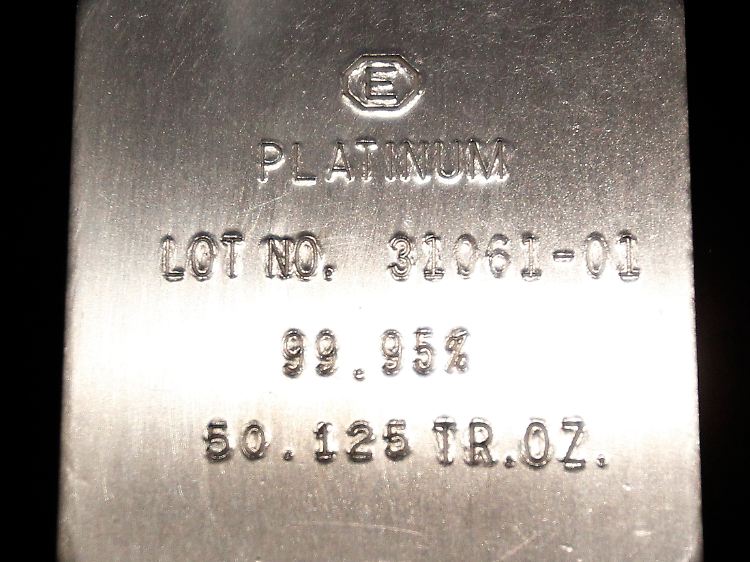 E
PLATINUM
LOT NO. 31061-01
99.95%
50.125 TR.OZ.